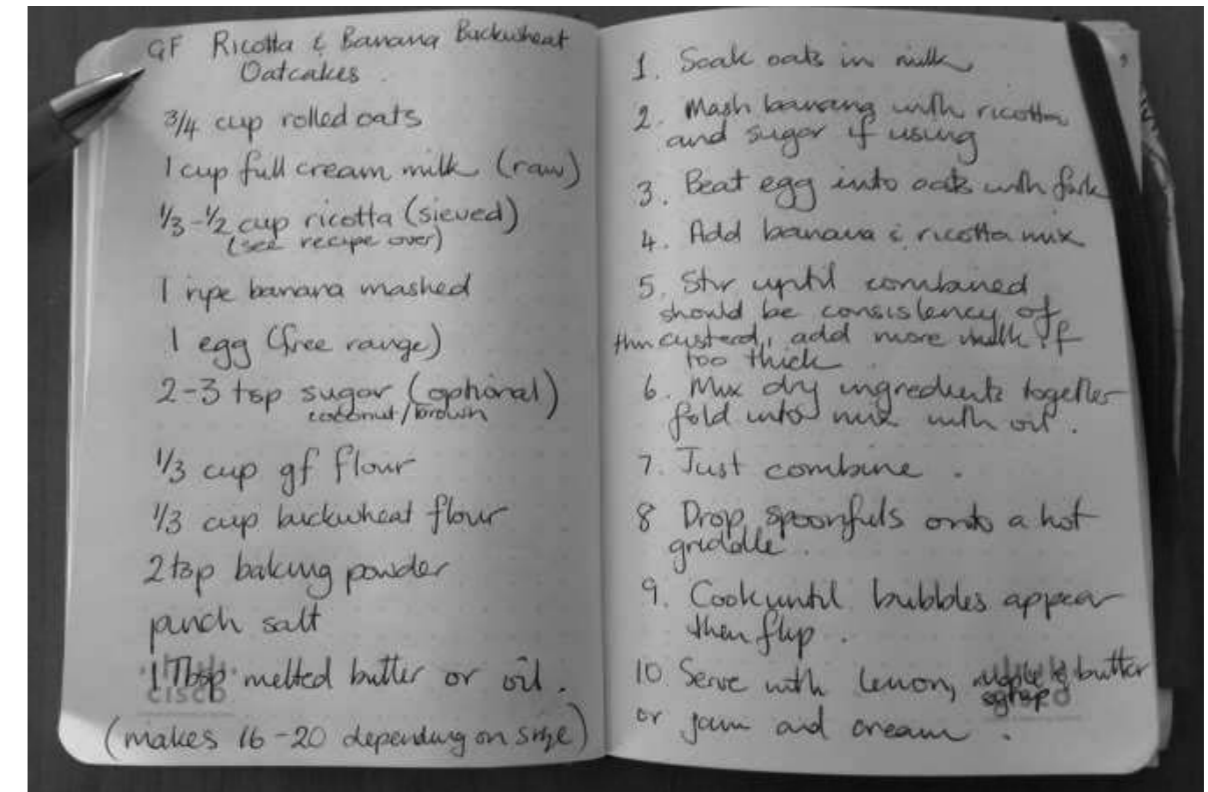 GF Ricotta & Banana Buckwheat
Oatcakes.
3/4 cup rolled oats
1 cup full cream milk (raw)
1/3-1/2 cup ricotta (sieved)
(see recipe over)
1 ripe banana mashed
1 egg (free range)
2-3 tsp sugar (optional)
coconut/brown
1/3 cup gf flour
1/3 cup buckwheat flour
2 tsp baking powder
pinch salt
1 Tbsp melted butter or oil.
CISCO
(makes 16-20 depending on size)
1. Soak oats in milk
2. Mash banana with ricotta
and sugar if using
3. Beat egg into oats with fork
4. Add banana & ricotta mix
5. Stir until combined
should be consistency of
thin custard, add more milk if
too thick.
6. Mix dry ingredients together
fold into mix with oil.
7. Just combine.
8 Drop spoonfuls onto a hot
griddle.
9. Cook until bubbles appear
then flip.
10. Serve with lemon, butter
or jam and cream.